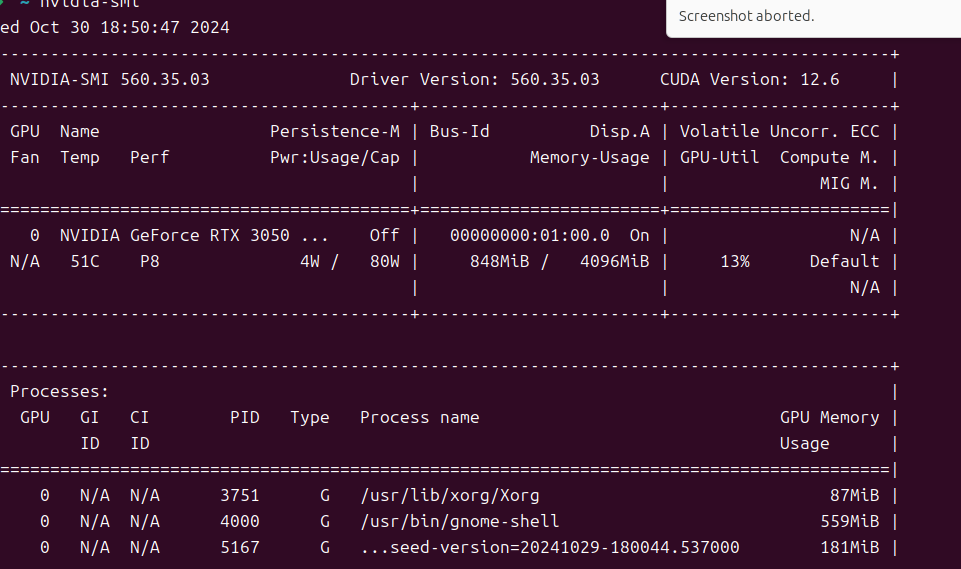 ~ nvidia-smi
Screenshot aborted.
ed Oct 30 18:50:47 2024
-----------------------------------------------------------------------------------------+
NVIDIA-SMI 560.35.03              Driver Version: 560.35.03      CUDA Version: 12.6     |
-----------------------------------------+------------------------+----------------------+
GPU  Name                 Persistence-M | Bus-Id          Disp.A | Volatile Uncorr. ECC |
Fan  Temp   Perf          Pwr:Usage/Cap |           Memory-Usage | GPU-Util  Compute M. |
                                        |                        |               MIG M. |
=========================================+========================+======================|
  0  NVIDIA GeForce RTX 3050 ...    Off |   00000000:01:00.0  On |                  N/A |
N/A   51C    P8              4W /   80W |     848MiB /   4096MiB |     13%      Default |
                                        |                        |                  N/A |
-----------------------------------------+------------------------+----------------------+
-----------------------------------------------------------------------------------------+
Processes:                                                                              |
 GPU   GI   CI        PID   Type   Process name                              GPU Memory |
       ID   ID                                                               Usage      |
=========================================================================================|
   0   N/A  N/A      3751      G   /usr/lib/xorg/Xorg                             87MiB |
   0   N/A  N/A      4000      G   /usr/bin/gnome-shell                          559MiB |
   0   N/A  N/A      5167      G   ...seed-version=20241029-180044.537000        181MiB |